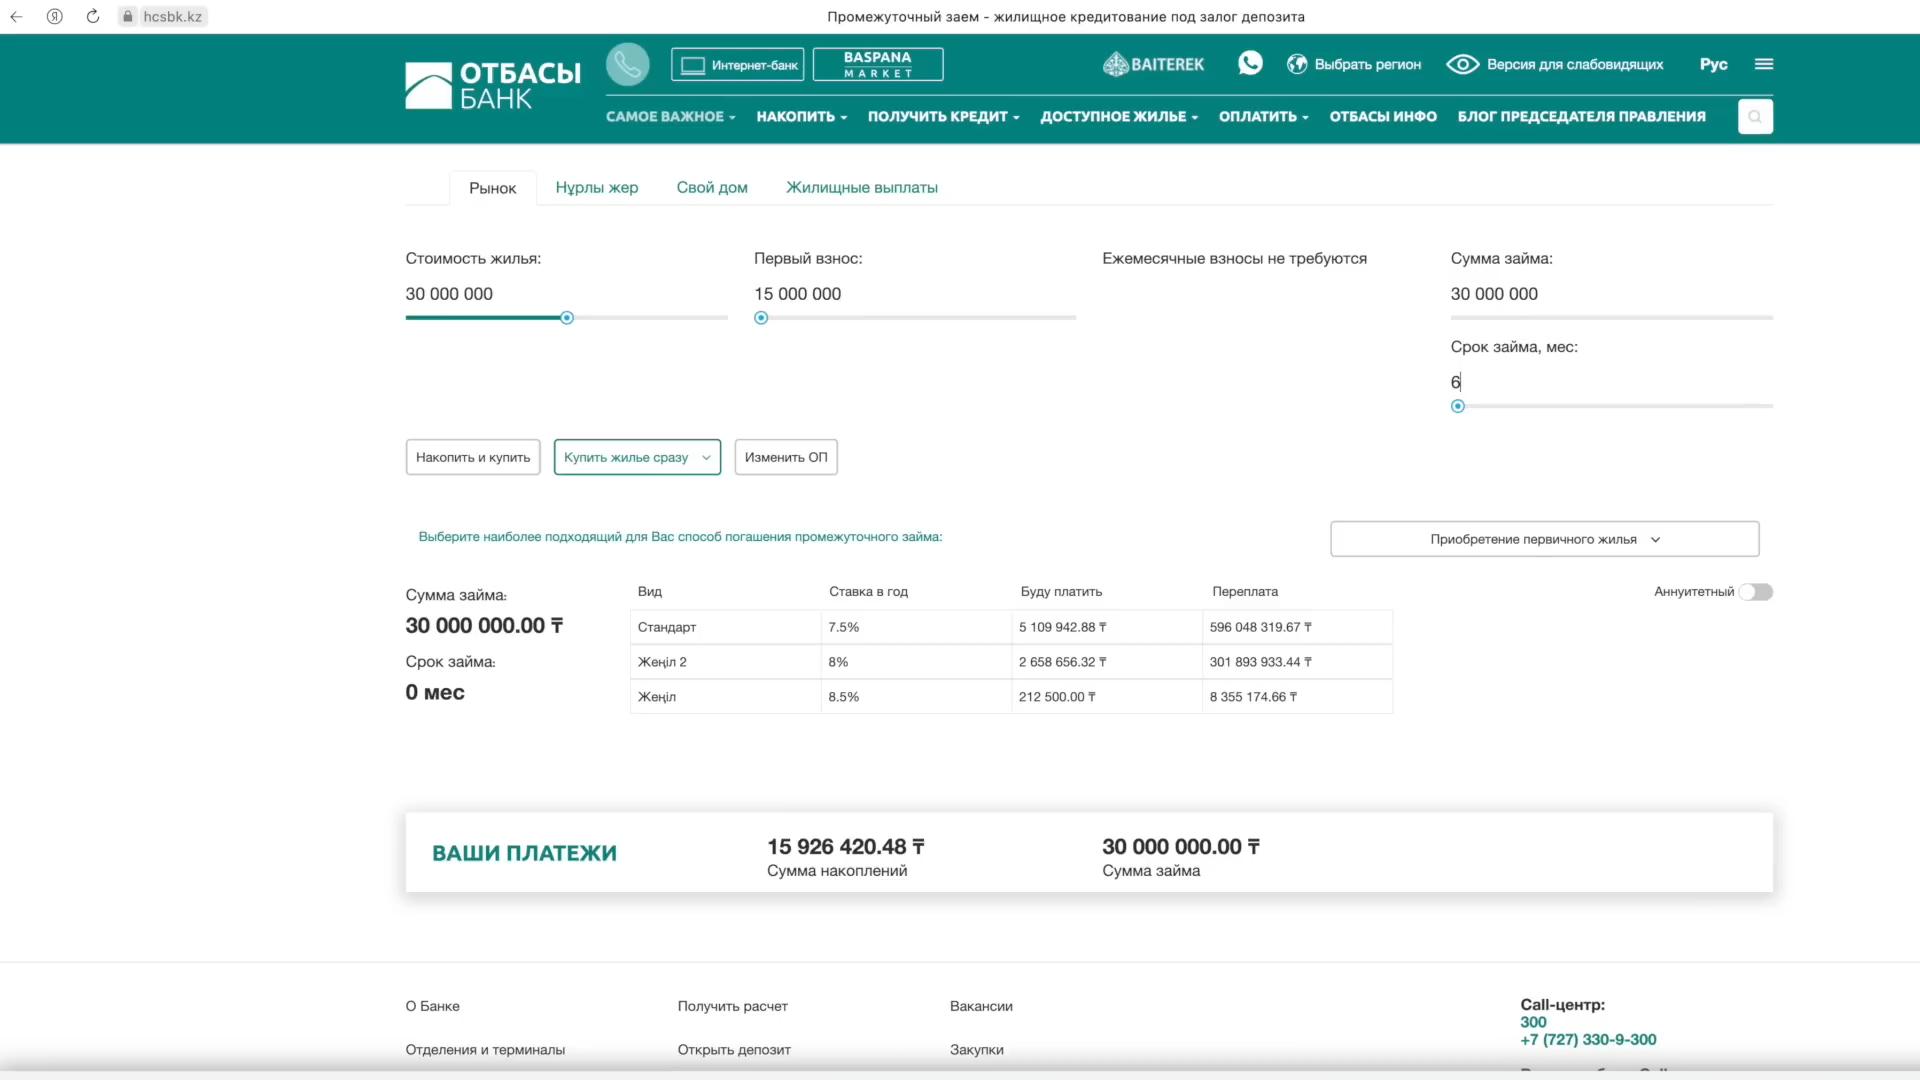 hcsbk.kz
Промежуточный заем - жилищное кредитование под залог депозита
ОТБАСЫ
БАНК
Интернет-банк
BASPANA
MARKET
BAITEREK
Выбрать регион
Версия для слабовидящих
Рус
САМОЕ ВАЖНОЕ
НАКОПИТЬ
ПОЛУЧИТЬ КРЕДИТ
ДОСТУПНОЕ ЖИЛЬЕ
ОПЛАТИТЬ
ОТБАСЫ ИНФО
БЛОГ ПРЕДСЕДАТЕЛЯ ПРАВЛЕНИЯ
Рынок
Нұрлы жер
Свой дом
Жилищные выплаты
Стоимость жилья:
30 000 000
Первый взнос:
15 000 000
Ежемесячные взносы не требуются
Сумма займа:
30 000 000
Срок займа, мес:
6
Накопить и купить
Купить жилье сразу
Изменить ОП
Выберите наиболее подходящий для Вас способ погашения промежуточного займа:
Приобретение первичного жилья
Сумма займа:
30 000 000.00 ₸
Срок займа:
0 мес
Вид Ставка в год Буду платить Переплата
Стандарт 7.5% 5 109 942.88 ₸ 596 048 319.67 ₸
Жеңіл 2 8% 2 658 656.32 ₸ 301 893 933.44 ₸
Жеңіл 8.5% 212 500.00 ₸ 8 355 174.66 ₸
Аннуитетный
ВАШИ ПЛАТЕЖИ
15 926 420.48 ₸
Сумма накоплений
30 000 000.00 ₸
Сумма займа
О Банке
Получить расчет
Вакансии
Отделения и терминалы
Открыть депозит
Закупки
Call-центр:
300
+7 (727) 330-9-300